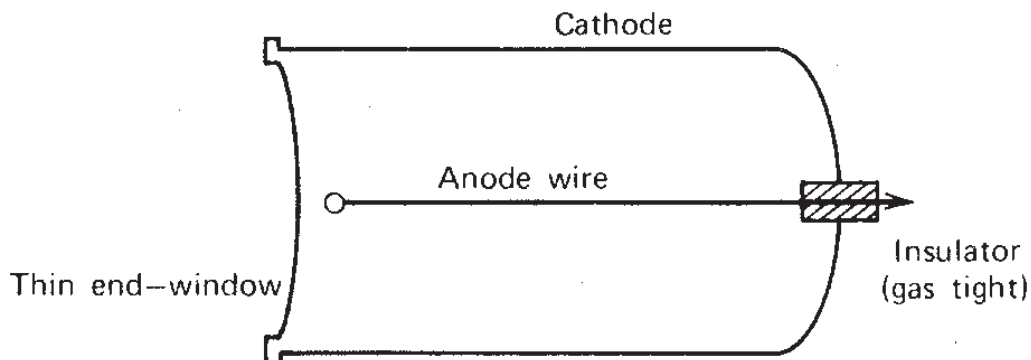 Cathode
Anode wire
Thin end-window
Insulator
(gas tight)